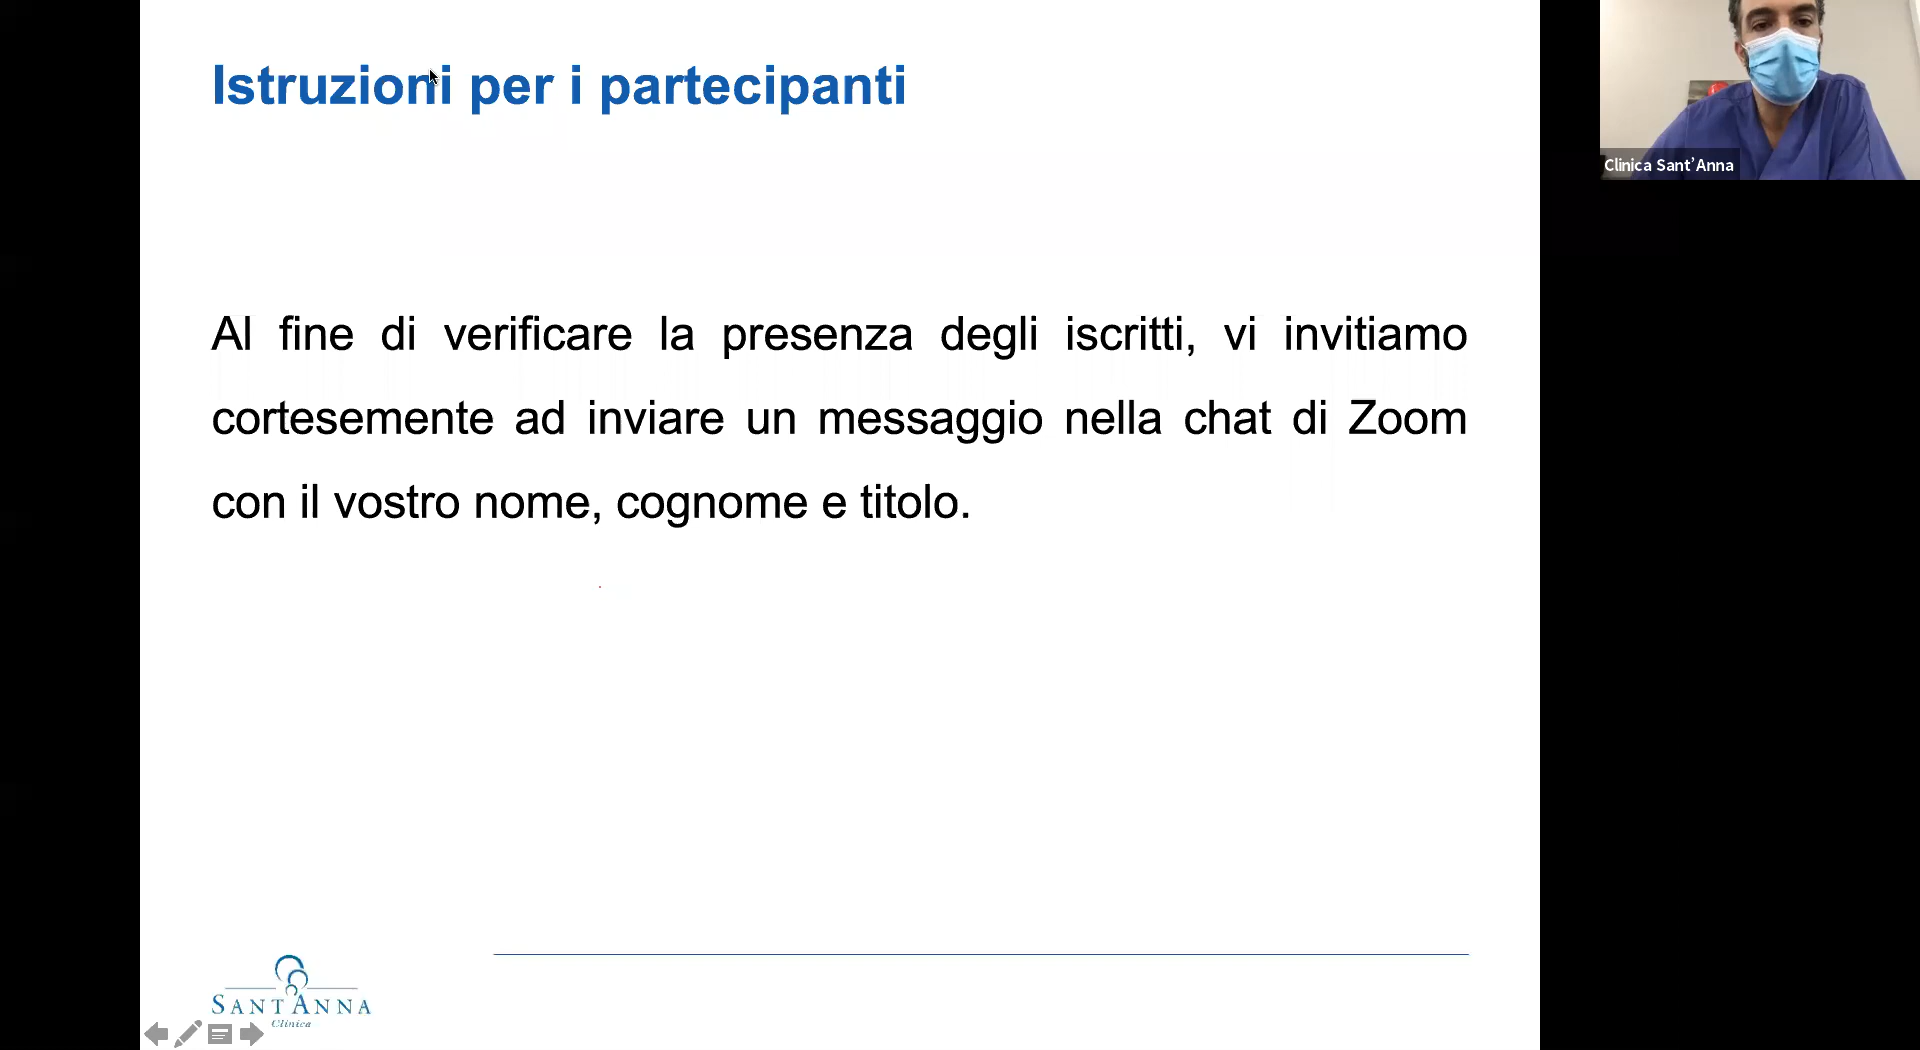 Istruzioni per i partecipanti
Clinica Sant'Anna
Al fine di verificare la presenza degli iscritti, vi invitiamo
cortesemente ad inviare un messaggio nella chat di Zoom
con il vostro nome, cognome e titolo.
SANT'ANNA
Clinica